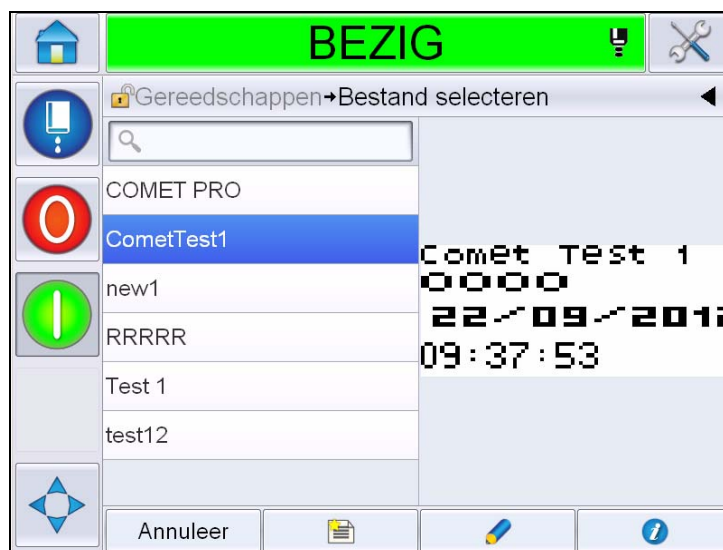 BEZIG
Gereedschappen→Bestand selecteren
COMET PRO
CometTest1
new1
RRRRR
Test 1
test12
Comet Test 1
0000
22/09/201
09:37:53
Annuleer